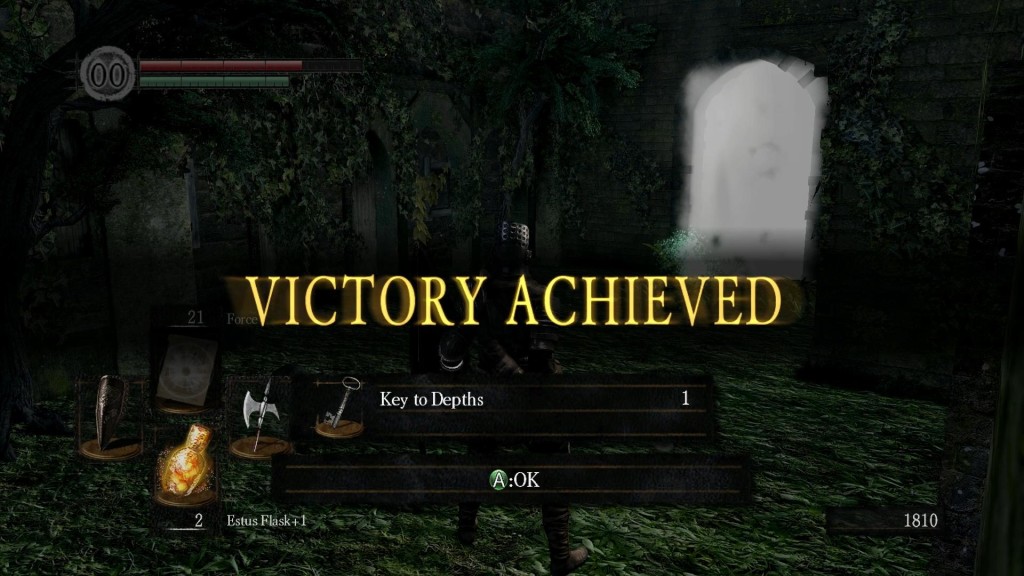 00
VICTORY ACHIEVED
21 Force
Key to Depths 1
A:OK
2 Estus Flask+1
1810